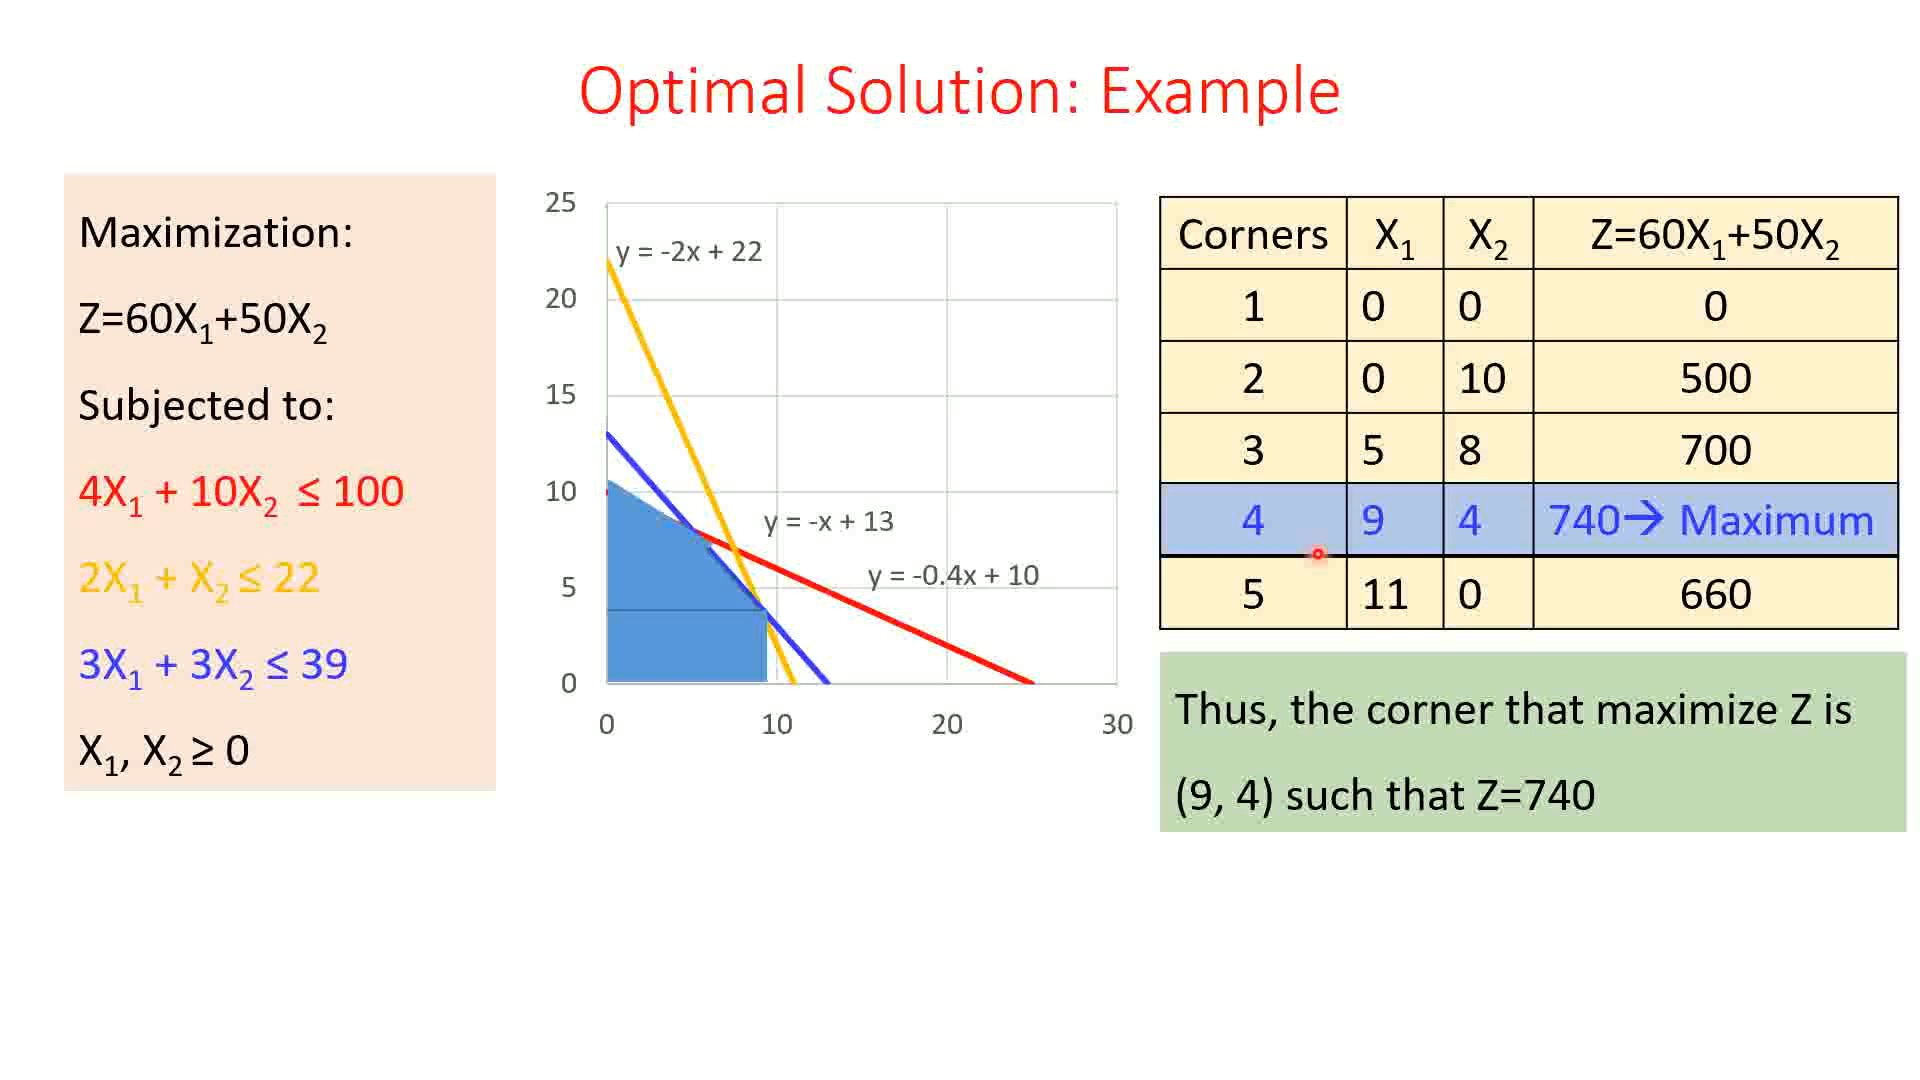 Optimal Solution: Example
Maximization:
Z=60X₁+50X₂
Subjected to:
4X₁ + 10X₂ ≤ 100
2X₁ + X₂ ≤ 22
3X₁ + 3X₂ ≤ 39
X₁, X₂ ≥ 0
25
20
15
10
5
0
0 10 20 30
y = -2x + 22
y = -x + 13
y = -0.4x + 10
Corners X₁ X₂ Z=60X₁+50X₂
1 0 0 0
2 0 10 500
3 5 8 700
4 9 4 740→ Maximum
5 11 0 660
Thus, the corner that maximize Z is
(9, 4) such that Z=740